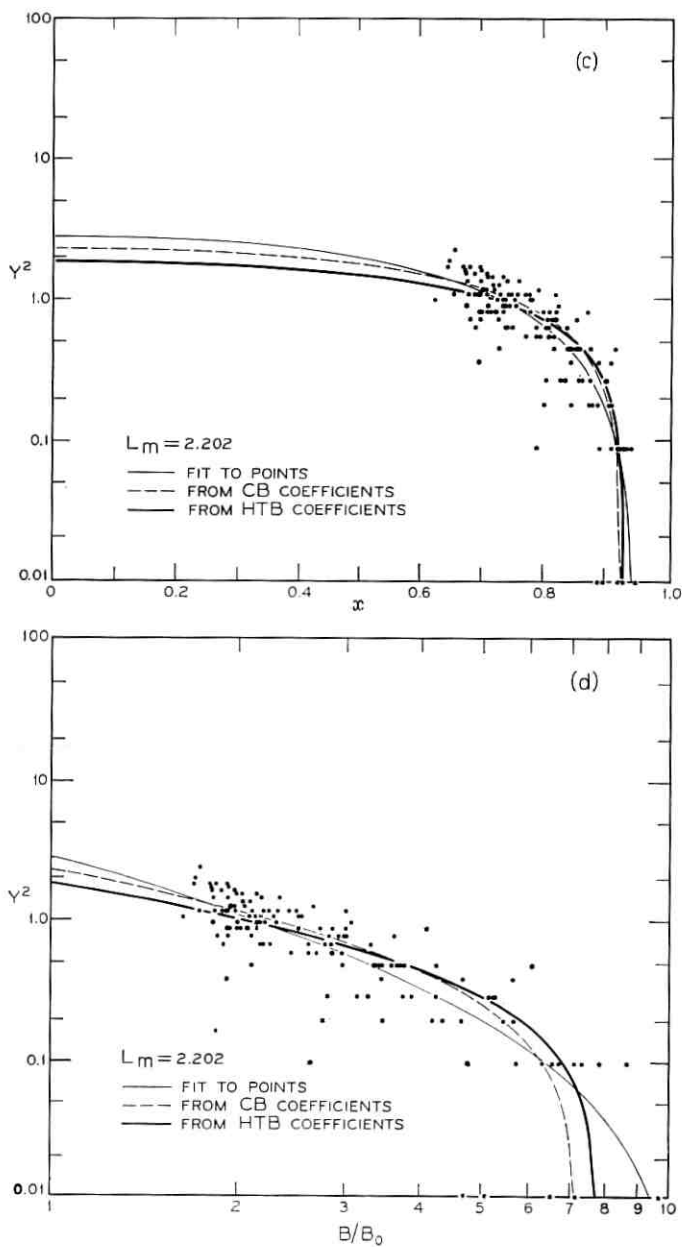 100
(c)
10
Y²
1.0
0.1
Lₘ = 2.202
FIT TO POINTS
FROM CB COEFFICIENTS
FROM HTB COEFFICIENTS
0.01
0 0.2 0.4 0.6 0.8 1.0
x
100
(d)
10
Y²
1.0
0.1
Lₘ = 2.202
FIT TO POINTS
FROM CB COEFFICIENTS
FROM HTB COEFFICIENTS
0.01
1 2 3 4 5 6 7 8 9 10
B/B₀